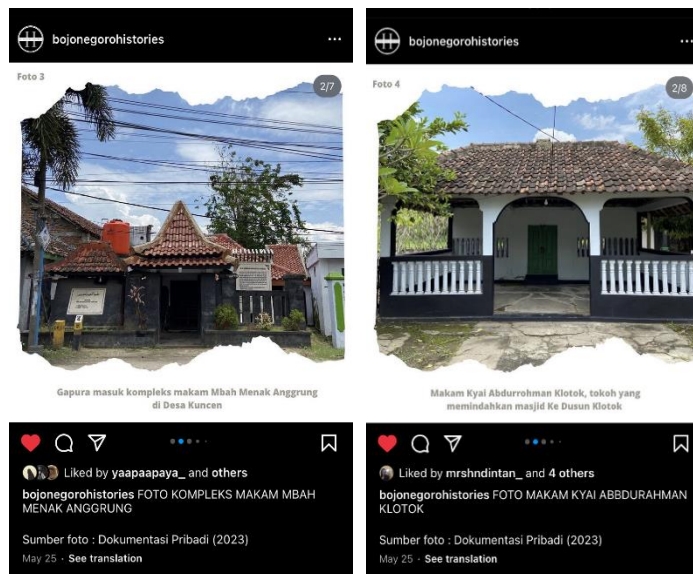 bojonegorohistories
Foto 3
2/7
Gapura masuk kompleks makam Mbah Menak Anggrung
di Desa Kuncen
Liked by yaapaapaya_ and others
bojonegorohistories FOTO KOMPLEKS MAKAM MBAH
MENAK ANGGRUNG
Sumber foto : Dokumentasi Pribadi (2023)
May 25 · See translation
bojonegorohistories
Foto 4
2/8
Makam Kyai Abdurrohman Klotok, tokoh yang
memindahkan masjid Ke Dusun Klotok
Liked by mrshndintan_ and 4 others
bojonegorohistories FOTO MAKAM KYAI ABBDURAHMAN
KLOTOK
Sumber foto : Dokumentasi Pribadi (2023)
May 25 · See translation